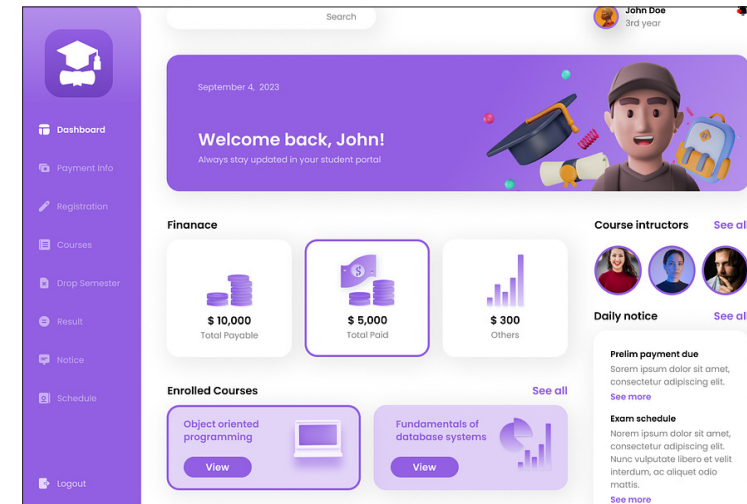 Search
John Doe
3rd year
Dashboard
Payment Info
Registration
Courses
Drop Semester
Result
Notice
Schedule
Logout
September 4, 2023
Welcome back, John!
Always stay updated in your student portal
Finanace
$ 10,000
Total Payable
$
$ 5,000
Total Paid
$ 300
Others
Enrolled Courses
See all
Object oriented
programming
View
Fundamentals of
database systems
View
Course intructors
See all
Daily notice
See all
Prelim payment due
Sorem ipsum dolor sit amet,
consectetur adipiscing elit.
See more
Exam schedule
Norem ipsum dolor sit amet,
consectetur adipiscing elit.
Nunc vulputate libero et velit
interdum, ac aliquet odio
mattis.
See more